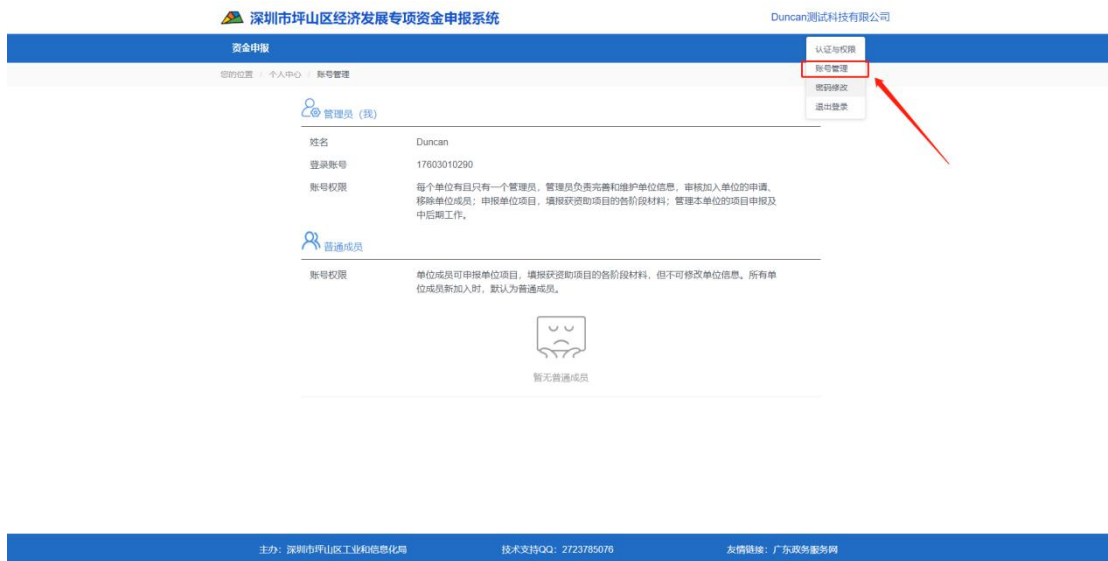 深圳市坪山区经济发展专项资金申报系统
Duncan测试科技有限公司
资金申报
认证与权限
账号管理
密码修改
退出登录
您的位置 / 个人中心 / 账号管理
管理员（我）
姓名 Duncan
登录账号 17603010290
账号权限 每个单位有且只有一个管理员，管理员负责完善和维护单位信息，审核加入单位的申请、
移除单位成员；申报单位项目，填报获资助项目的各阶段材料；管理本单位的项目申报及
中后期工作。
普通成员
账号权限 单位成员可申报单位项目，填报获资助项目的各阶段材料，但不可修改单位信息。所有单
位成员新加入时，默认为普通成员。
暂无普通成员
主办：深圳市坪山区工业和信息化局 技术支持QQ：2723785076 友情链接：广东政务服务网